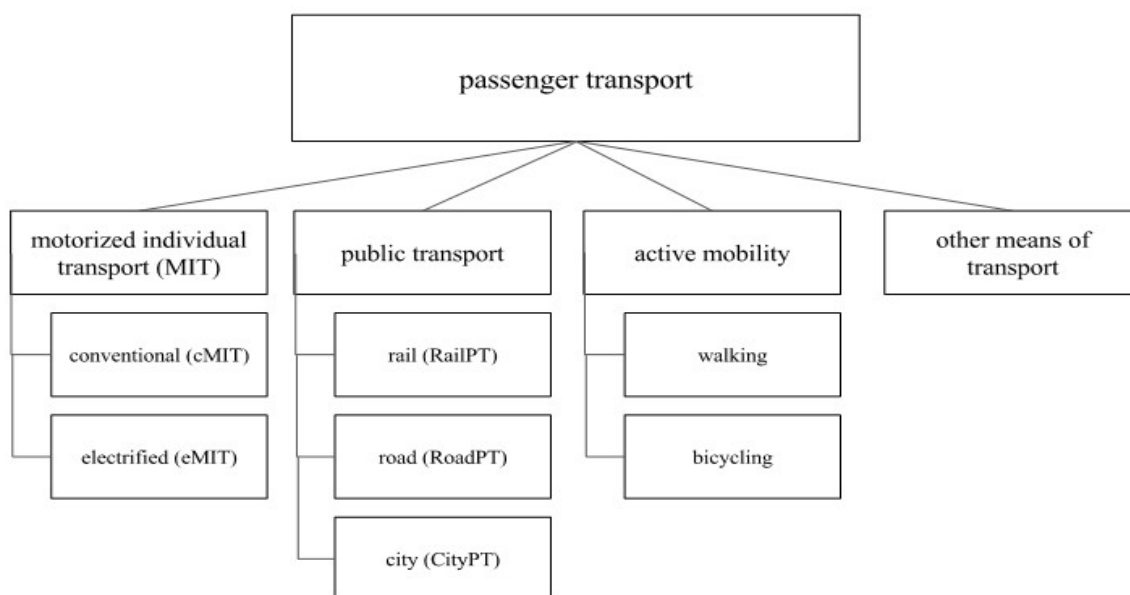 passenger transport
motorized individual
transport (MIT)
public transport
active mobility
other means of
transport
conventional (cMIT)
rail (RailPT)
walking
electrified (eMIT)
road (RoadPT)
bicycling
city (CityPT)